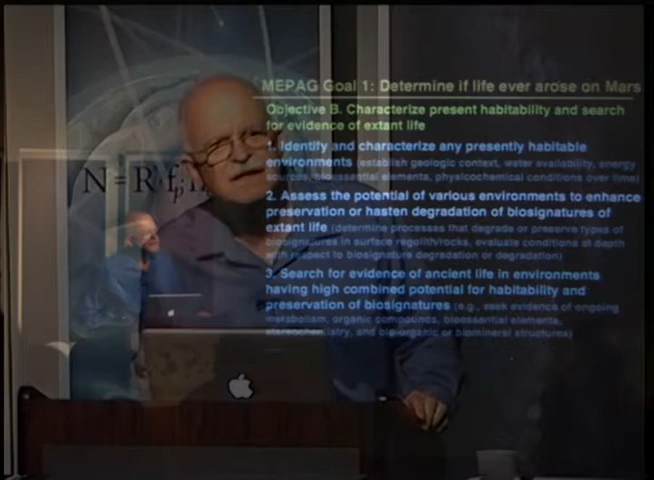 MEPAG Goal 1: Determine if life ever arose on Mars
Objective B. Characterize present habitability and search
for evidence of extant life
1. Identify and characterize any presently habitable
environments (establish geologic context, water availability, energy
sources, bioessential elements, physicochemical conditions over time)
2. Assess the potential of various environments to enhance
preservation or hasten degradation of biosignatures of
extant life (determine processes that degrade or preserve types of
biosignatures in surface regolith/rocks, evaluate conditions at depth
with respect to biosignature degradation or degradation)
3. Search for evidence of ancient life in environments
having high combined potential for habitability and
preservation of biosignatures (e.g., seek evidence of ongoing
metabolism, organic compounds, bioessential elements,
stereochemistry, and bio-organic or biomineral structures)
N = R f